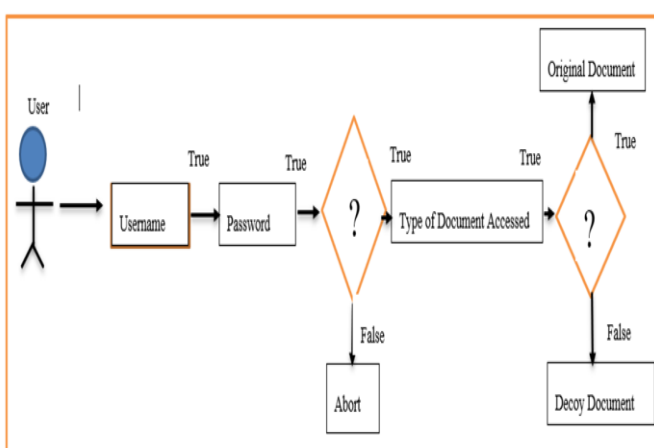 Original Document
User
True
True
True
True
True
Username
Password
?
Type of Document Accessed
?
False
False
Abort
Decoy Document